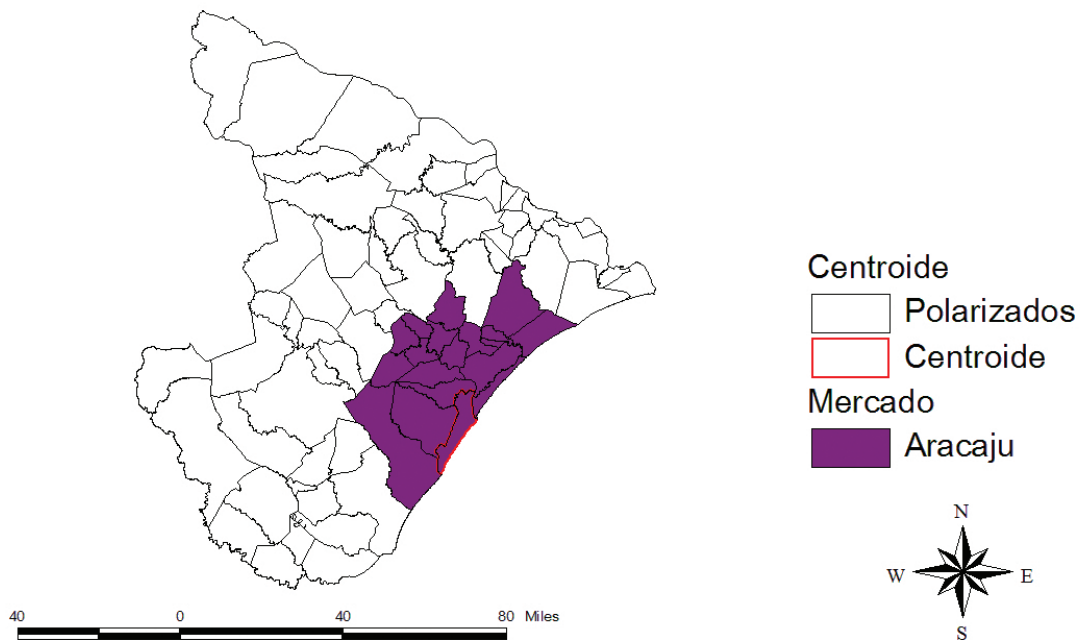 Centroide
Polarizados
Centroide
Mercado
Aracaju
N
W E
S
40 0 40 80 Miles